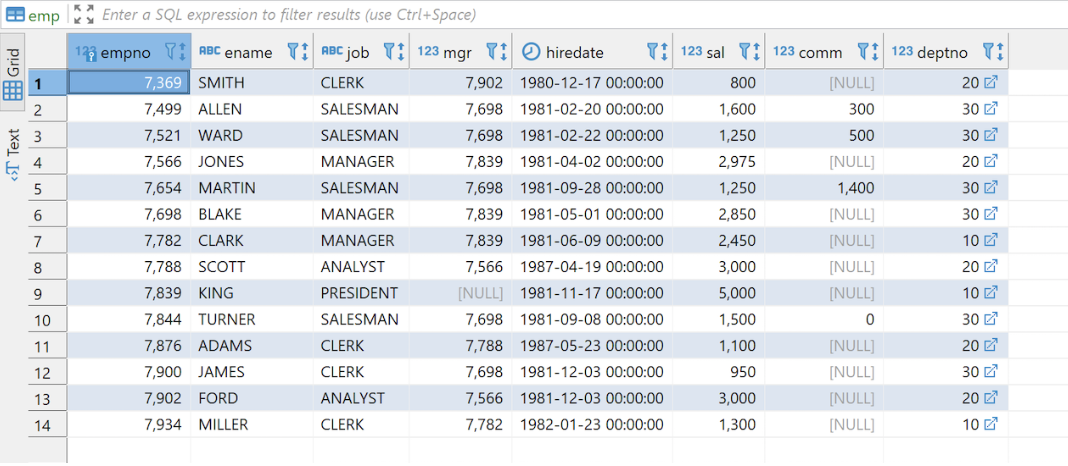 emp Enter a SQL expression to filter results (use Ctrl+Space)
Grid
Text
123 empno ABC ename ABC job 123 mgr hiredate 123 sal 123 comm 123 deptno
1 7,369 SMITH CLERK 7,902 1980-12-17 00:00:00 800 [NULL] 20
2 7,499 ALLEN SALESMAN 7,698 1981-02-20 00:00:00 1,600 300 30
3 7,521 WARD SALESMAN 7,698 1981-02-22 00:00:00 1,250 500 30
4 7,566 JONES MANAGER 7,839 1981-04-02 00:00:00 2,975 [NULL] 20
5 7,654 MARTIN SALESMAN 7,698 1981-09-28 00:00:00 1,250 1,400 30
6 7,698 BLAKE MANAGER 7,839 1981-05-01 00:00:00 2,850 [NULL] 30
7 7,782 CLARK MANAGER 7,839 1981-06-09 00:00:00 2,450 [NULL] 10
8 7,788 SCOTT ANALYST 7,566 1987-04-19 00:00:00 3,000 [NULL] 20
9 7,839 KING PRESIDENT [NULL] 1981-11-17 00:00:00 5,000 [NULL] 10
10 7,844 TURNER SALESMAN 7,698 1981-09-08 00:00:00 1,500 0 30
11 7,876 ADAMS CLERK 7,788 1987-05-23 00:00:00 1,100 [NULL] 20
12 7,900 JAMES CLERK 7,698 1981-12-03 00:00:00 950 [NULL] 30
13 7,902 FORD ANALYST 7,566 1981-12-03 00:00:00 3,000 [NULL] 20
14 7,934 MILLER CLERK 7,782 1982-01-23 00:00:00 1,300 [NULL] 10